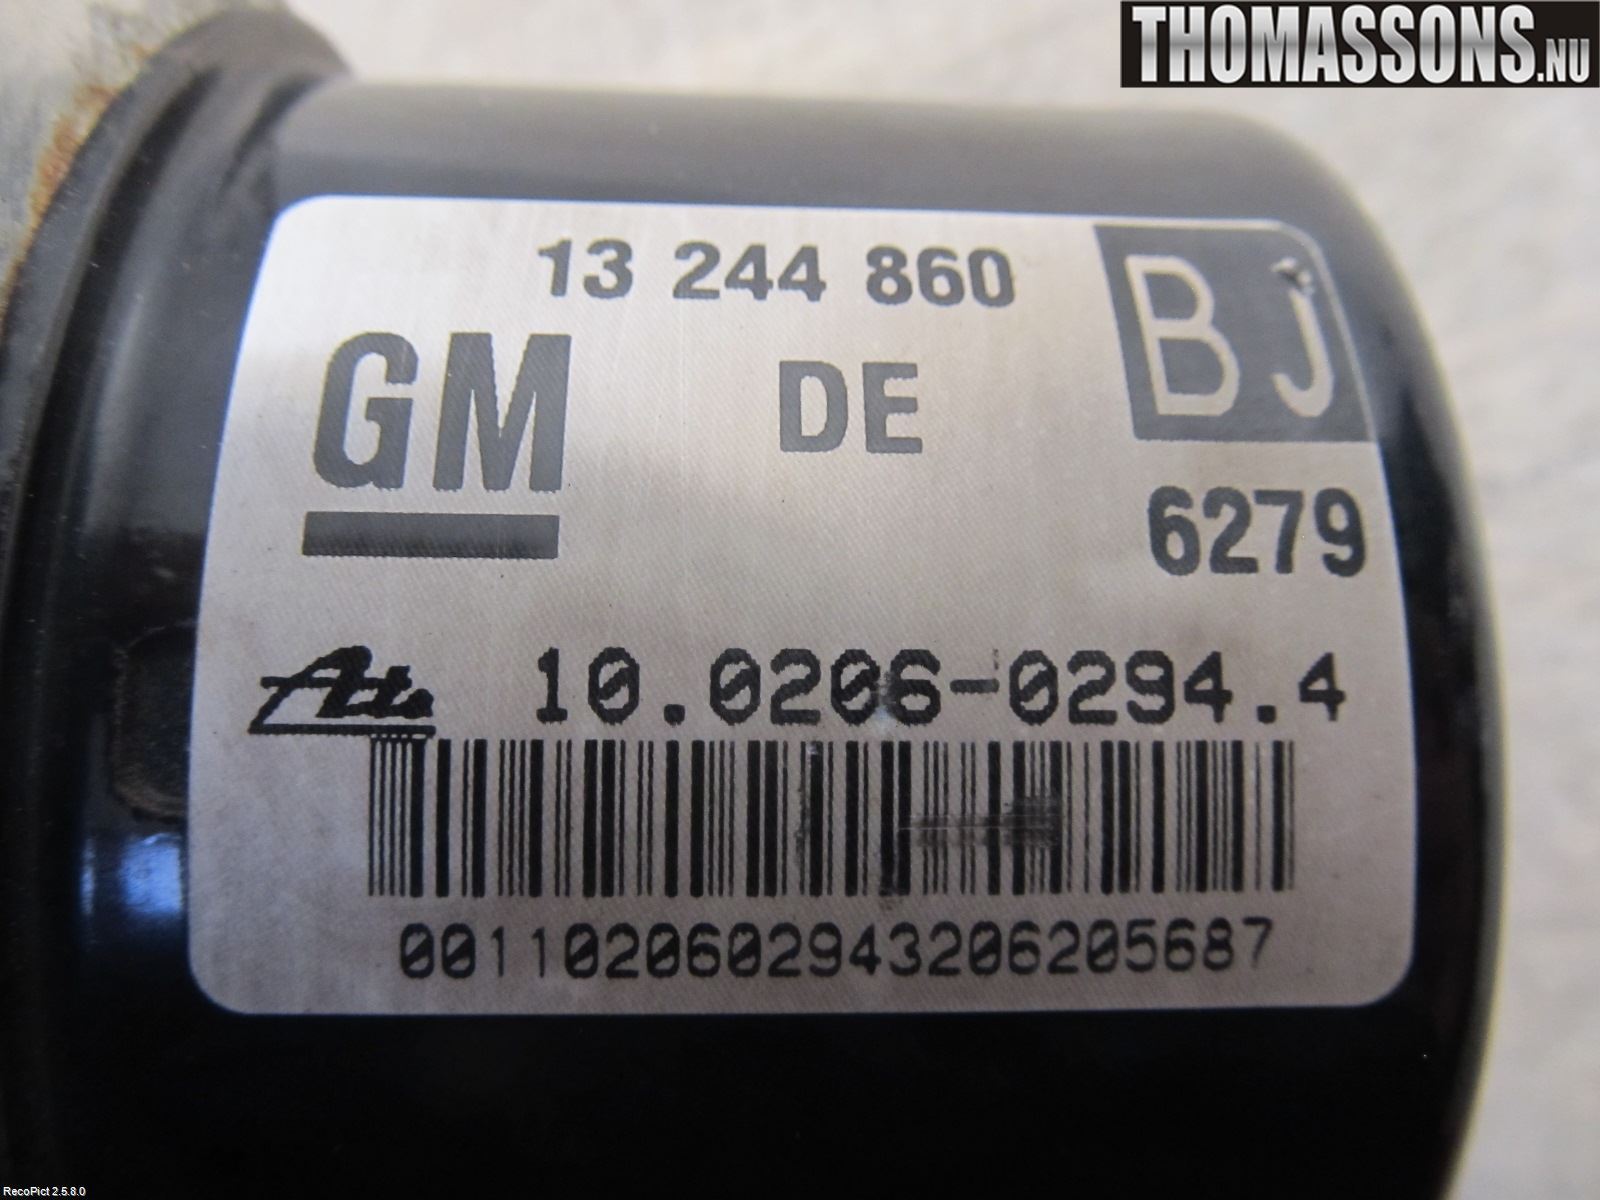 THOMASSONS.NU
13 244 860
BJ
GM
DE
6279
Ate 10.0206-0294.4
0011020602943206205687
RecoPict 2.5.8.0